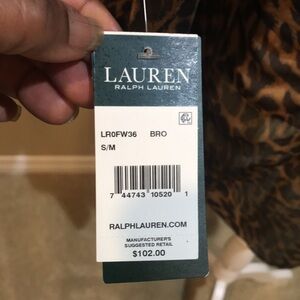 LAUREN
RALPH LAUREN
LR0FW36 BRO
S/M
7 44743 10520 1
RALPHLAUREN.COM
MANUFACTURER'S
SUGGESTED RETAIL
$102.00